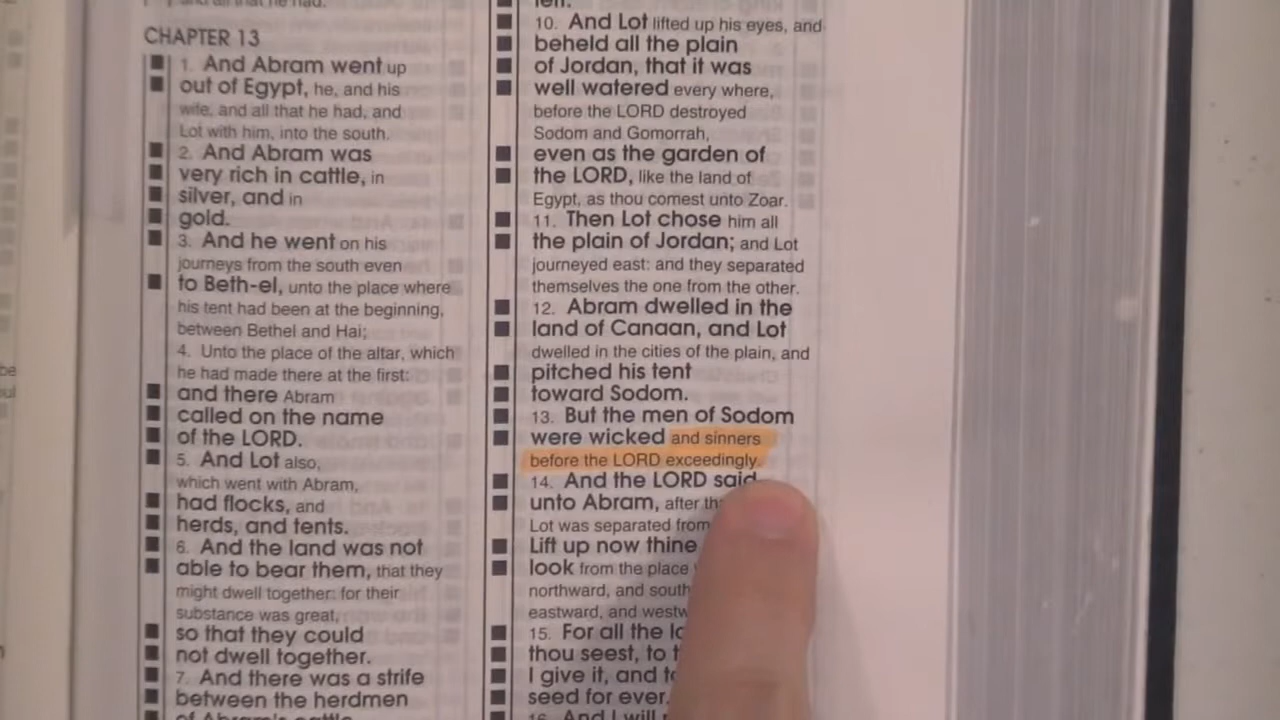 and all that he had.
CHAPTER 13
1. And Abram went up
out of Egypt, he, and his
wife, and all that he had, and
Lot with him, into the south.
2. And Abram was
very rich in cattle, in
silver, and in
gold.
3. And he went on his
journeys from the south even
to Beth-el, unto the place where
his tent had been at the beginning,
between Bethel and Hai;
4. Unto the place of the altar, which
he had made there at the first:
and there Abram
called on the name
of the LORD.
5. And Lot also,
which went with Abram,
had flocks, and
herds, and tents.
6. And the land was not
able to bear them, that they
might dwell together: for their
substance was great,
so that they could
not dwell together.
7. And there was a strife
between the herdmen
of Abram's cattle
left.
10. And Lot lifted up his eyes, and
beheld all the plain
of Jordan, that it was
well watered every where,
before the LORD destroyed
Sodom and Gomorrah,
even as the garden of
the LORD, like the land of
Egypt, as thou comest unto Zoar.
11. Then Lot chose him all
the plain of Jordan; and Lot
journeyed east: and they separated
themselves the one from the other.
12. Abram dwelled in the
land of Canaan, and Lot
dwelled in the cities of the plain, and
pitched his tent
toward Sodom.
13. But the men of Sodom
were wicked and sinners
before the LORD exceedingly.
14. And the LORD said
unto Abram, after
Lot was separated from
Lift up now thine
look from the place
northward, and south
eastward, and westw
15. For all the
thou seest, to
I give it, and
seed for ever.
16. And I will